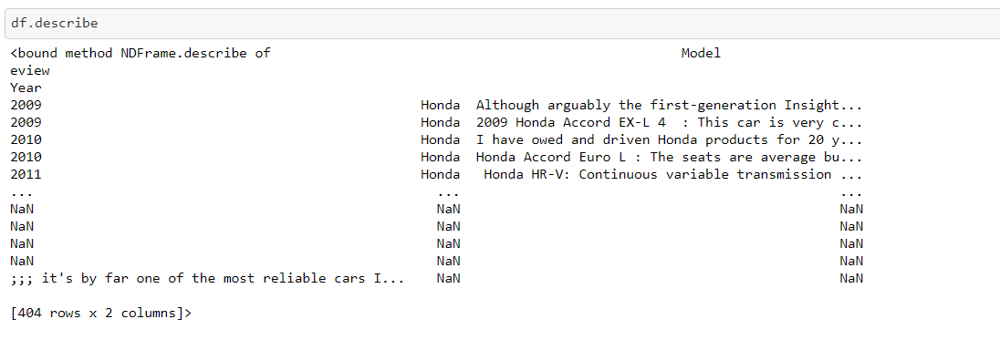 df.describe
<bound method NDFrame.describe of Model
eview
Year
2009 Honda Although arguably the first-generation Insight...
2009 Honda 2009 Honda Accord EX-L 4 : This car is very c...
2010 Honda I have owed and driven Honda products for 20 y...
2010 Honda Honda Accord Euro L : The seats are average bu...
2011 Honda Honda HR-V: Continuous variable transmission ...
... ... ...
NaN NaN NaN
NaN NaN NaN
NaN NaN NaN
NaN NaN NaN
;;; it's by far one of the most reliable cars I... NaN NaN
[404 rows x 2 columns]>